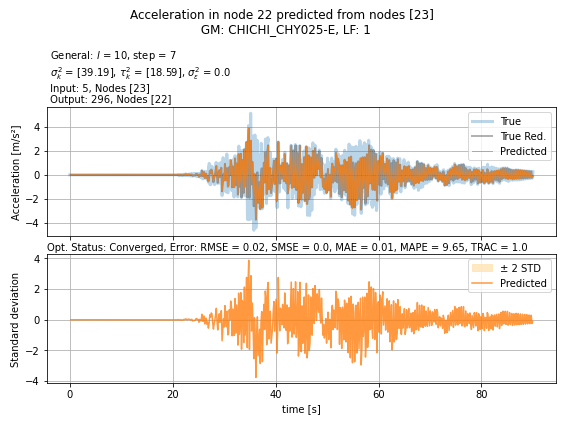 Acceleration in node 22 predicted from nodes [23]
GM: CHICHI_CHY025-E, LF: 1
General: l = 10, step = 7
σ²ₖ = [39.19], τ²ₖ = [18.59], σ²ε = 0.0
Input: 5, Nodes [23]
Output: 296, Nodes [22]
Acceleration [m/s²]
4
2
0
−2
−4
True
True Red.
Predicted
Opt. Status: Converged, Error: RMSE = 0.02, SMSE = 0.0, MAE = 0.01, MAPE = 9.65, TRAC = 1.0
Standard deviation
4
2
0
−2
−4
± 2 STD
Predicted
0 20 40 60 80
time [s]